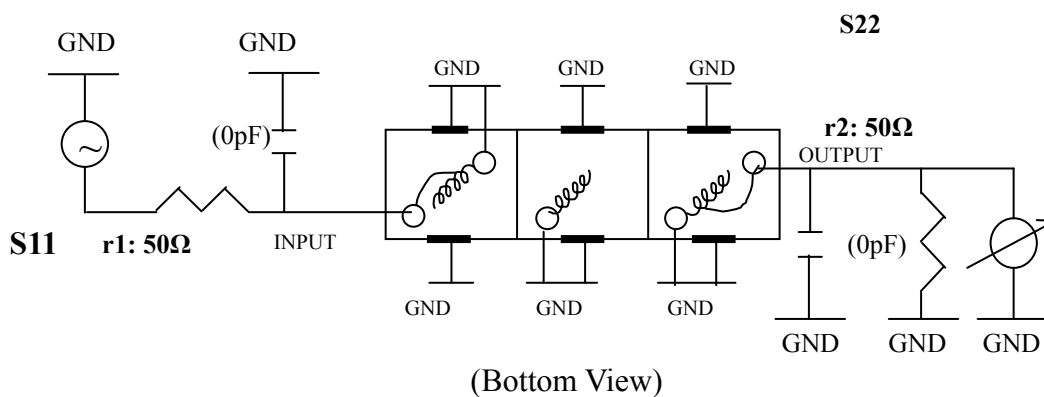 S22
GND
GND
GND
GND
GND
(0pF)
r2: 50Ω
OUTPUT
S11
r1: 50Ω
INPUT
(0pF)
GND
GND
GND
GND
GND
GND
(Bottom View)